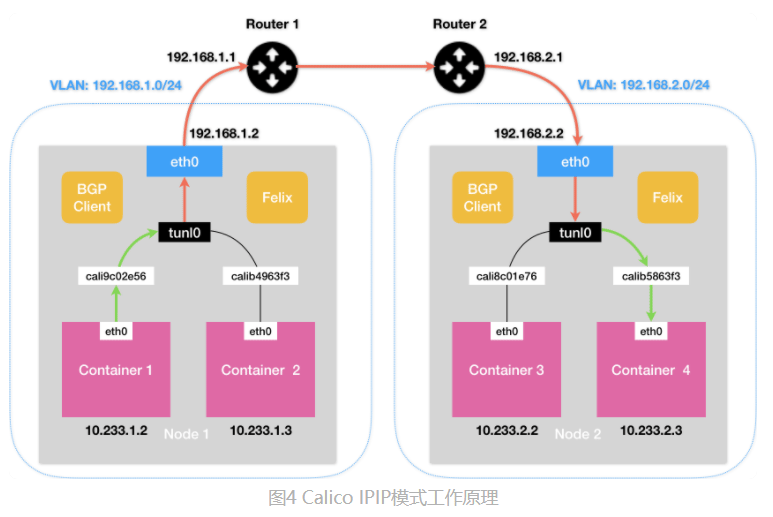 Router 1
Router 2
192.168.1.1
192.168.2.1
VLAN: 192.168.1.0/24
VLAN: 192.168.2.0/24
192.168.1.2
192.168.2.2
eth0
eth0
BGP
Client
Felix
BGP
Client
Felix
tunl0
tunl0
cali9c02e56
calib4963f3
cali8c01e76
calib5863f3
eth0
eth0
eth0
eth0
Container 1
Container 2
Container 3
Container 4
10.233.1.2
Node 1
10.233.1.3
10.233.2.2
Node 2
10.233.2.3
图4 Calico IPIP模式工作原理